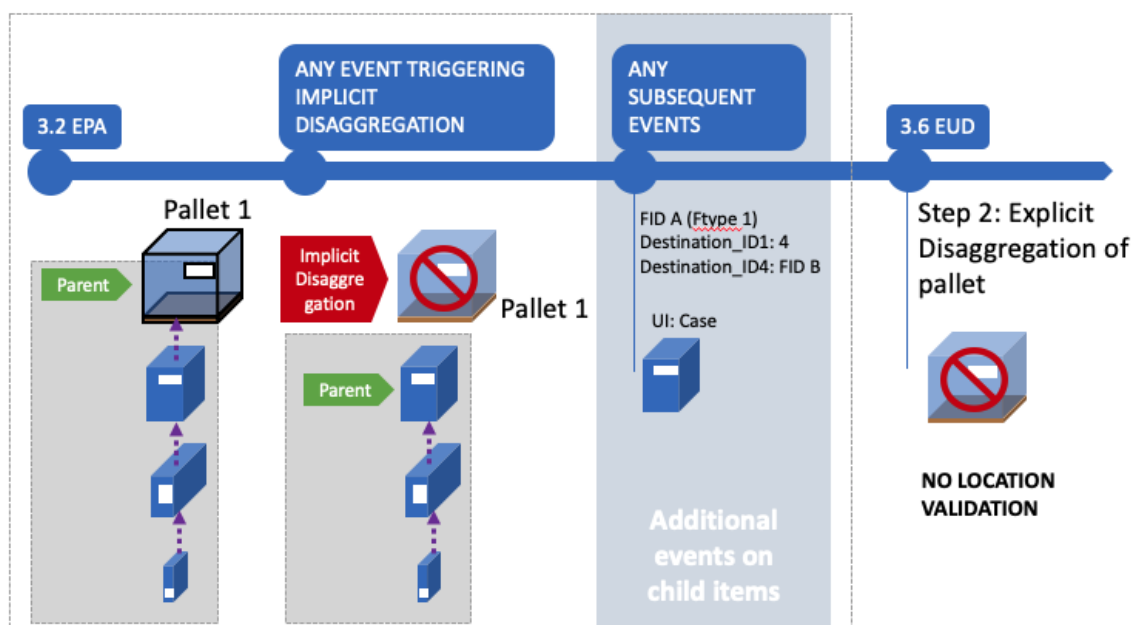 3.2 EPA
ANY EVENT TRIGGERING
IMPLICIT
DISAGGREGATION
ANY
SUBSEQUENT
EVENTS
3.6 EUD
Pallet 1
Parent
Implicit
Disaggre
gation
Pallet 1
Parent
FID A (Ftype 1)
Destination_ID1: 4
Destination_ID4: FID B
UI: Case
Additional
events on
child items
Step 2: Explicit
Disaggregation of
pallet
NO LOCATION
VALIDATION